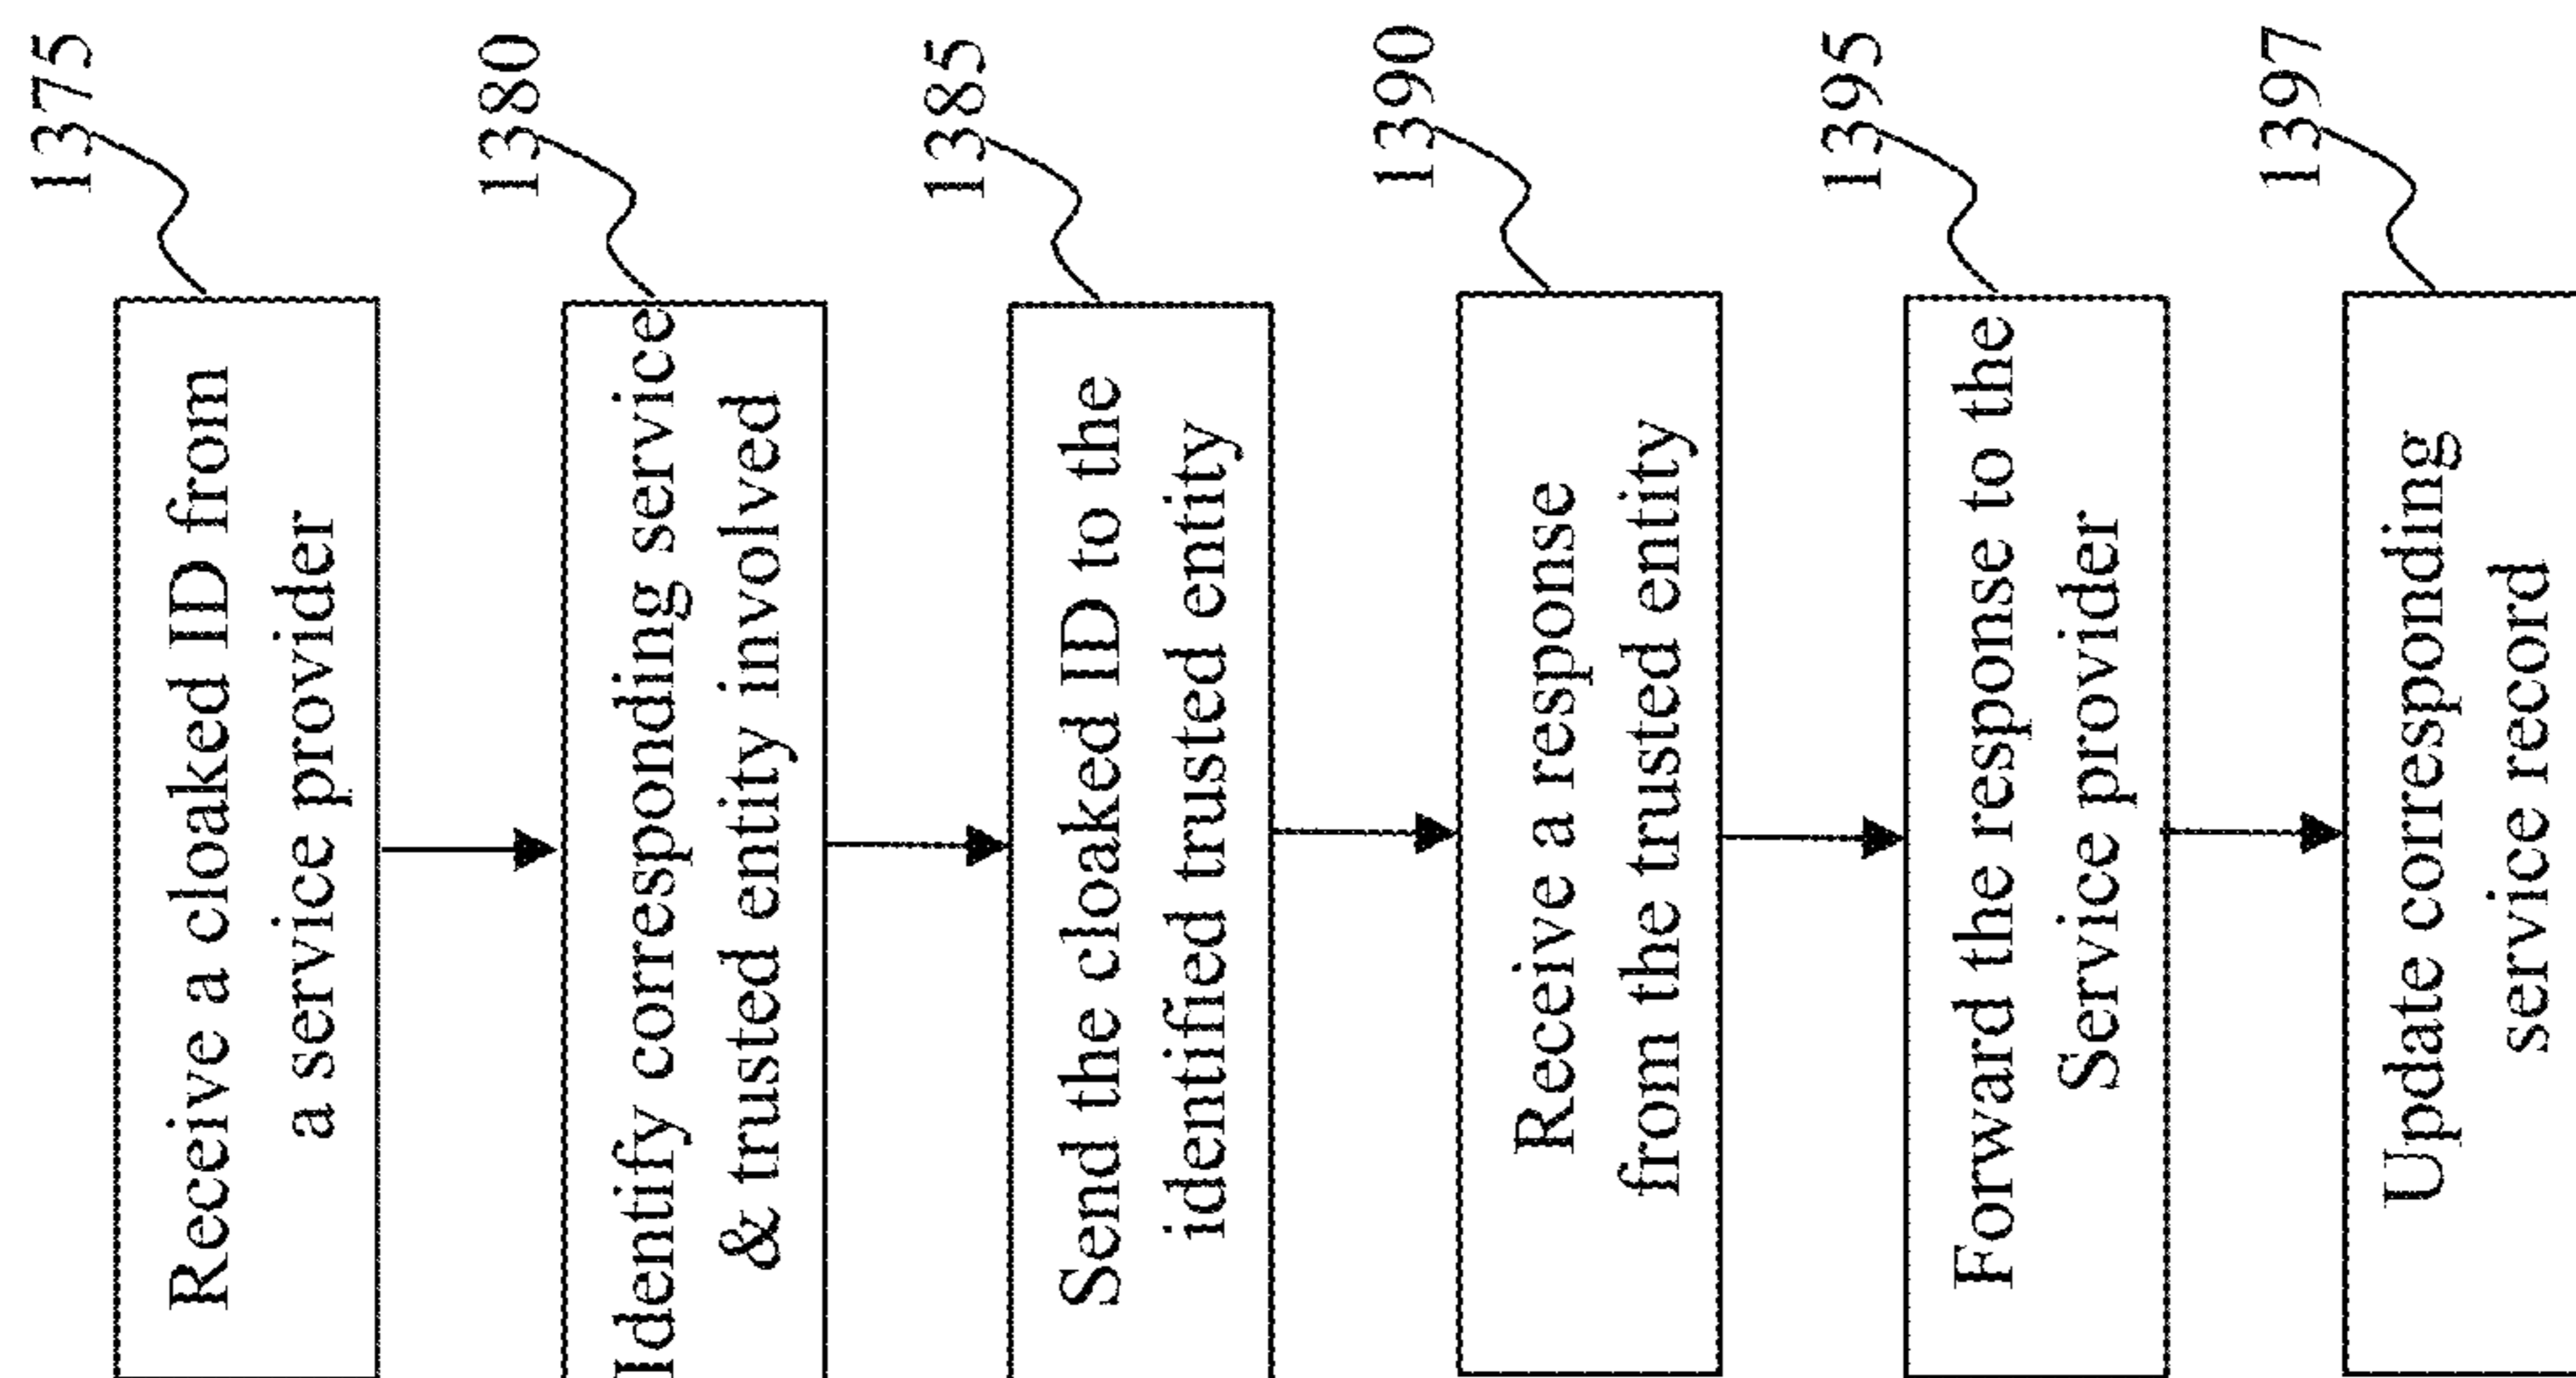 1375
Receive a cloaked ID from
a service provider
1380
Identify corresponding service
& trusted entity involved
1385
Send the cloaked ID to the
identified trusted entity
1390
Receive a response
from the trusted entity
1395
Forward the response to the
Service provider
1397
Update corresponding
service record